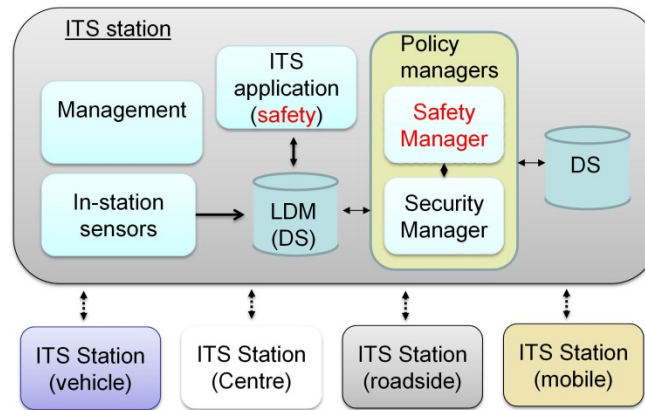 ITS station
Management
In-station
sensors
ITS
application
(safety)
LDM
(DS)
Policy
managers
Safety
Manager
Security
Manager
DS
ITS Station
(vehicle)
ITS Station
(Centre)
ITS Station
(roadside)
ITS Station
(mobile)